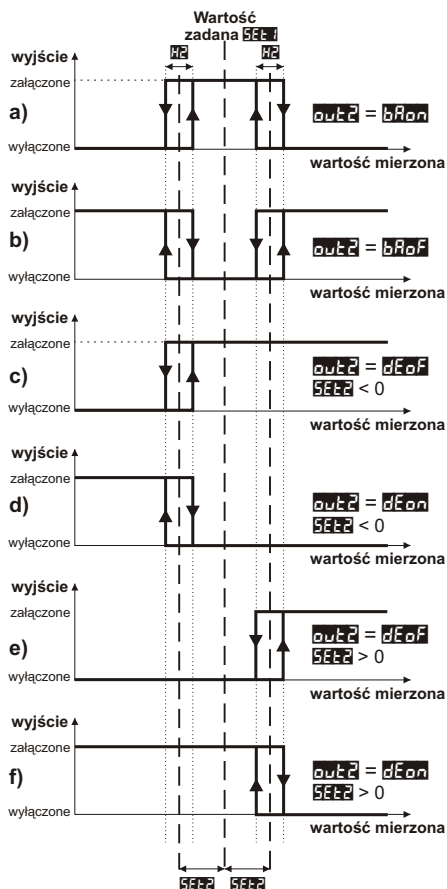 Wartość
zadana SEt1
H2 H2
wyjście
załączone
a)
out2 = bAon
wyłączone
wartość mierzona
wyjście
załączone
b)
out2 = bAoF
wyłączone
wartość mierzona
wyjście
załączone
c)
out2 = dEoF
SEt2 < 0
wyłączone
wartość mierzona
wyjście
załączone
d)
out2 = dEon
SEt2 < 0
wyłączone
wartość mierzona
wyjście
załączone
e)
out2 = dEoF
SEt2 > 0
wyłączone
wartość mierzona
wyjście
załączone
f)
out2 = dEon
SEt2 > 0
wyłączone
wartość mierzona
SEt2 SEt2